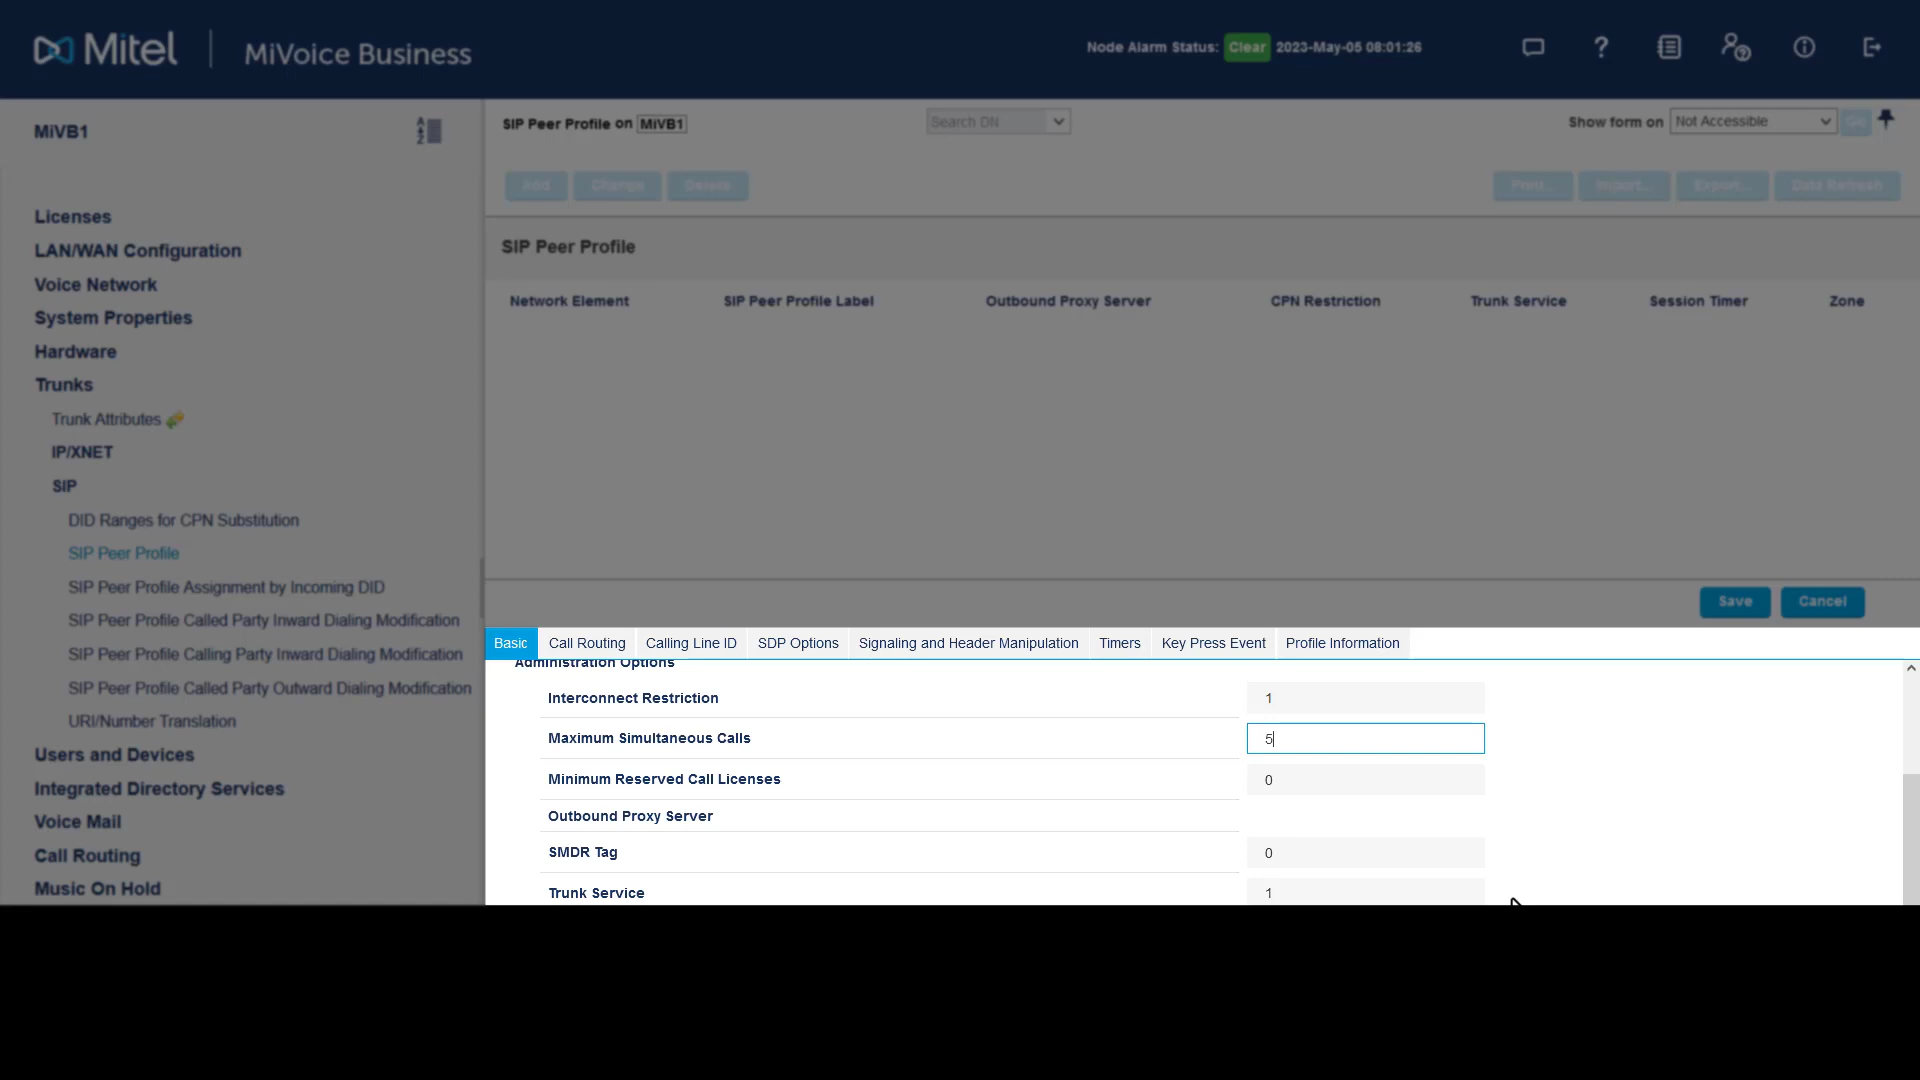 Mitel | MiVoice Business
Node Alarm Status: Clear 2023-May-05 08:01:26
MiVB1
Licenses
LAN/WAN Configuration
Voice Network
System Properties
Hardware
Trunks
Trunk Attributes
IP/XNET
SIP
DID Ranges for CPN Substitution
SIP Peer Profile
SIP Peer Profile Assignment by Incoming DID
SIP Peer Profile Called Party Inward Dialing Modification
SIP Peer Profile Calling Party Inward Dialing Modification
SIP Peer Profile Called Party Outward Dialing Modification
URI/Number Translation
Users and Devices
Integrated Directory Services
Voice Mail
Call Routing
Music On Hold
SIP Peer Profile on MiVB1 Search DN Show form on Not Accessible Go
Add Change Delete Print... Import... Export... Data Refresh
SIP Peer Profile
Network Element SIP Peer Profile Label Outbound Proxy Server CPN Restriction Trunk Service Session Timer Zone
Save Cancel
Basic Call Routing Calling Line ID SDP Options Signaling and Header Manipulation Timers Key Press Event Profile Information
Administration Options
Interconnect Restriction 1
Maximum Simultaneous Calls 5
Minimum Reserved Call Licenses 0
Outbound Proxy Server
SMDR Tag 0
Trunk Service 1